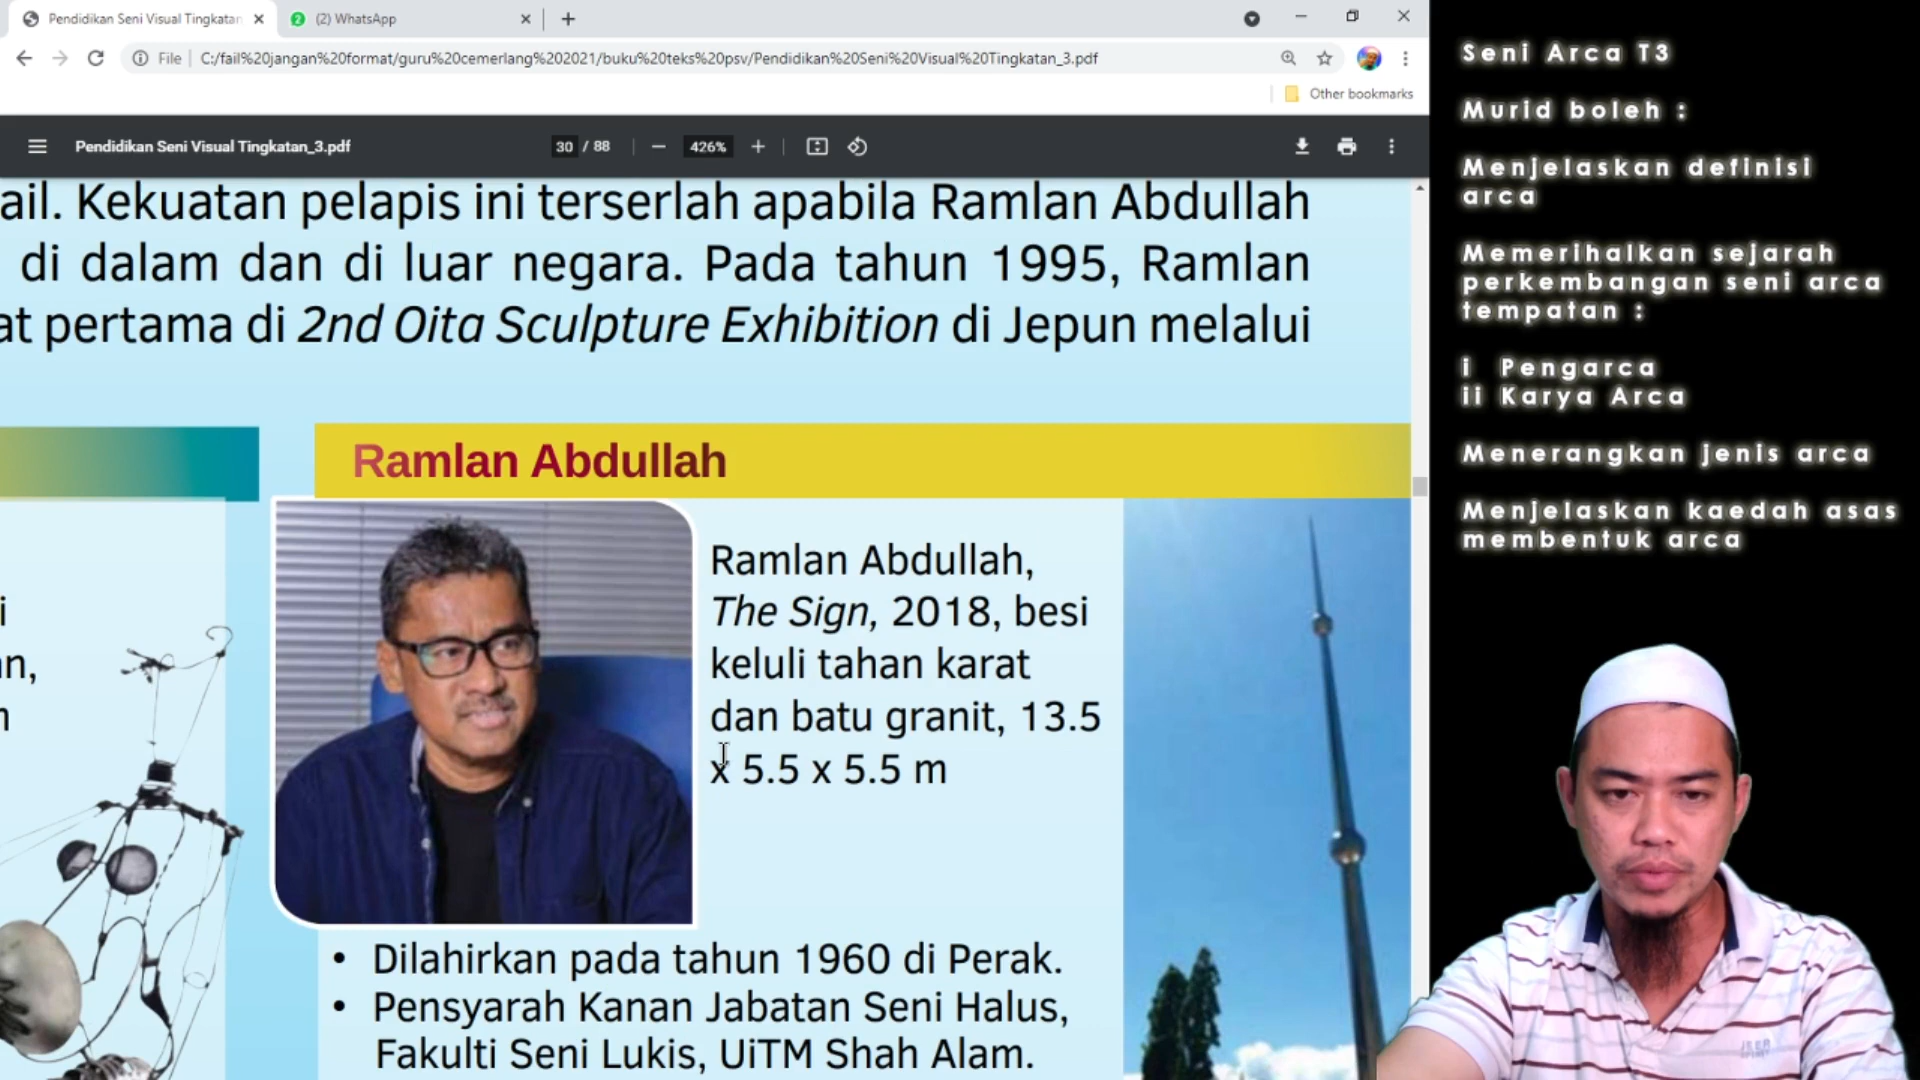 Pendidikan Seni Visual Tingkatan
(2) WhatsApp
File
C:/fail%20jangan%20format/guru%20cemerlang%202021/buku%20teks%20psv/Pendidikan%20Seni%20Visual%20Tingkatan_3.pdf
Other bookmarks
Pendidikan Seni Visual Tingkatan_3.pdf
30 / 88
426%
ail. Kekuatan pelapis ini terserlah apabila Ramlan Abdullah
di dalam dan di luar negara. Pada tahun 1995, Ramlan
at pertama di 2nd Oita Sculpture Exhibition di Jepun melalui
Ramlan Abdullah
Ramlan Abdullah,
The Sign, 2018, besi
keluli tahan karat
dan batu granit, 13.5
x 5.5 x 5.5 m
• Dilahirkan pada tahun 1960 di Perak.
• Pensyarah Kanan Jabatan Seni Halus,
Fakulti Seni Lukis, UiTM Shah Alam.
i
n,
n
Seni Arca T3
Murid boleh :
Menjelaskan definisi
arca
Memerihalkan sejarah
perkembangan seni arca
tempatan :
i Pengarca
ii Karya Arca
Menerangkan jenis arca
Menjelaskan kaedah asas
membentuk arca